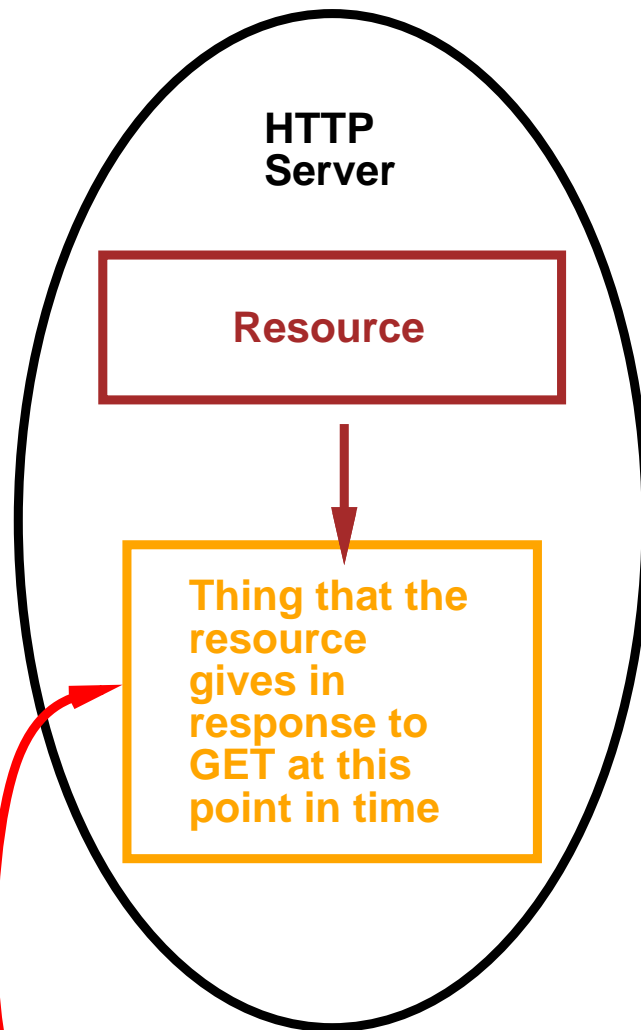 HTTP
Server
Resource
Thing that the
resource
gives in
response to
GET at this
point in time